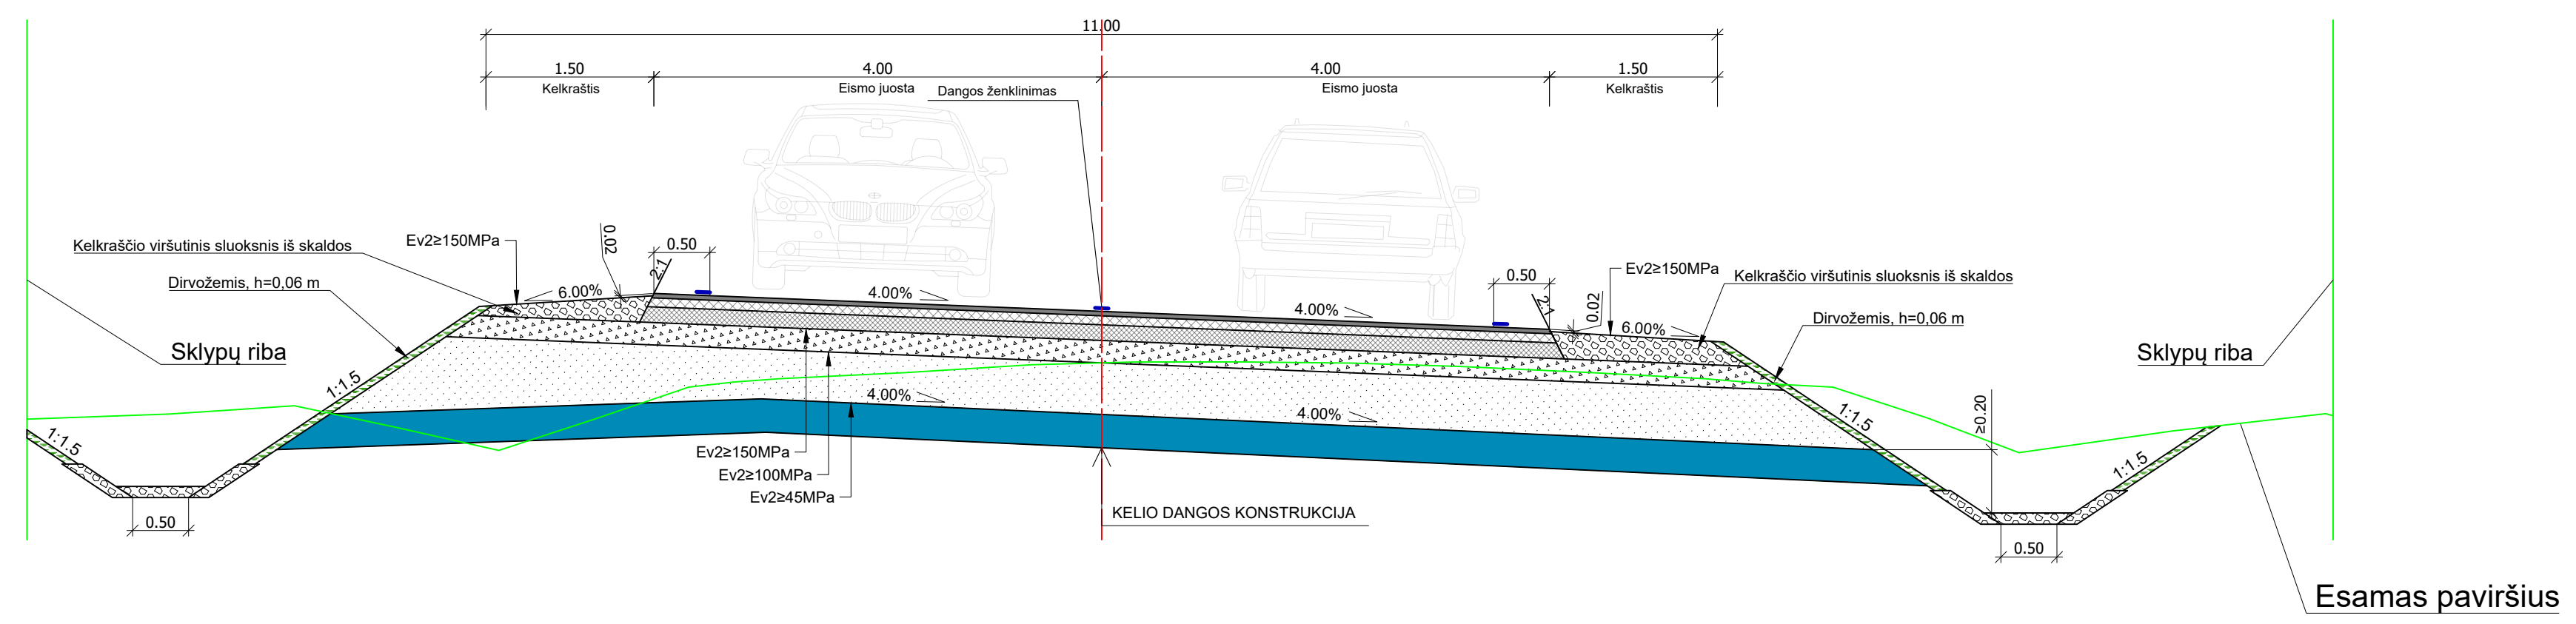 11.00
1.50
4.00
4.00
1.50
Kelkraštis
Eismo juosta
Dangos ženklinimas
Eismo juosta
Kelkraštis
Kelkraščio viršutinis sluoksnis iš skaldos
Ev2≥150MPa
0.02
0.50
2:1
Dirvožemis, h=0,06 m
6.00%
4.00%
4.00%
0.50
2:1
0.02
Ev2≥150MPa
6.00%
Kelkraščio viršutinis sluoksnis iš skaldos
Dirvožemis, h=0,06 m
Sklypų riba
Sklypų riba
1:1.5
4.00%
4.00%
1:1.5
≥0.20
1:1.5
1:1.5
Ev2≥150MPa
Ev2≥100MPa
Ev2≥45MPa
KELIO DANGOS KONSTRUKCIJA
0.50
0.50
Esamas paviršius